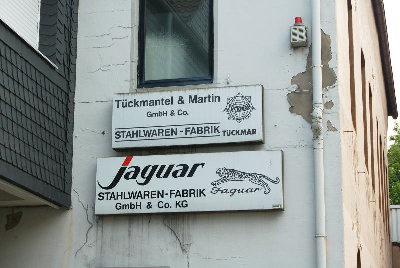 Tückmantel & Martin
GmbH & Co.
STAHLWAREN-FABRIK
TÜCKMAR
Jaguar
STAHLWAREN-FABRIK
GmbH & Co. KG
Jaguar